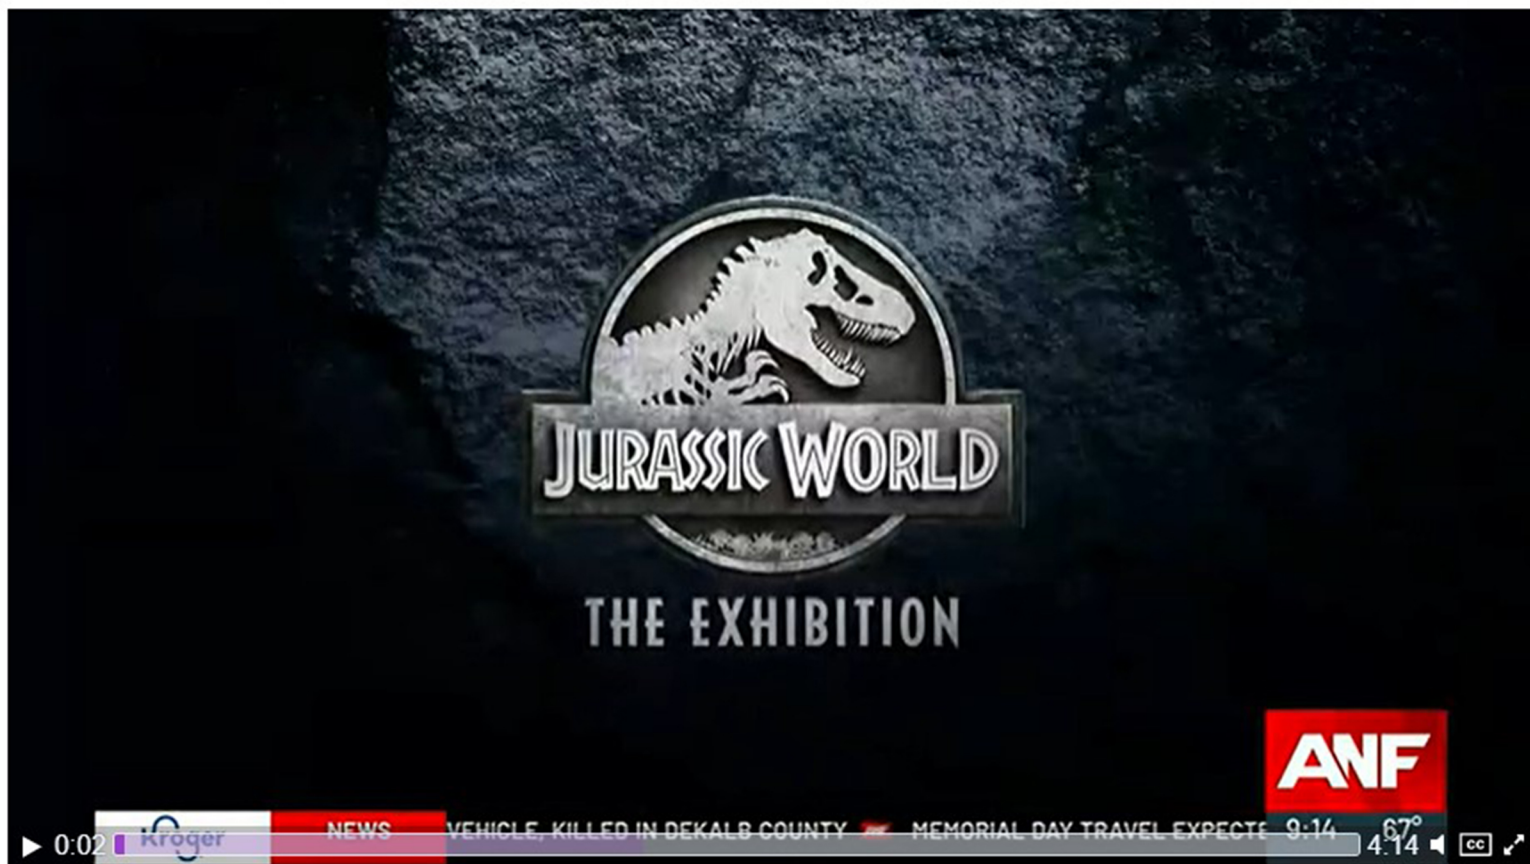 JURASSIC WORLD
THE EXHIBITION
ANF
Kroger
NEWS
VEHICLE, KILLED IN DEKALB COUNTY ANF MEMORIAL DAY TRAVEL EXPECTE
9:14 67°
0:02
4:14
CC